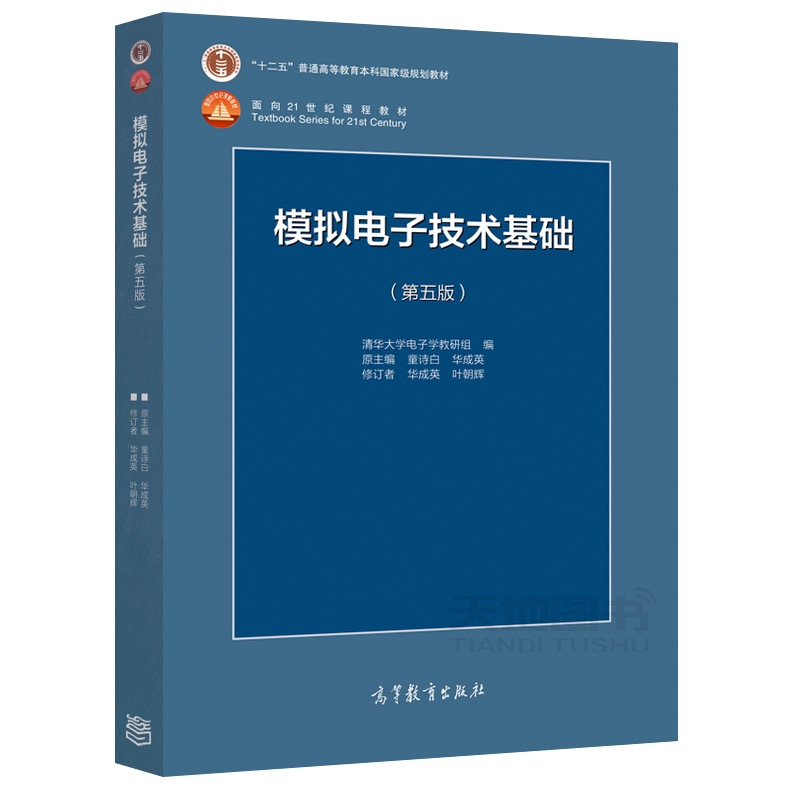 “十二五”普通高等教育本科国家级规划教材
面向21世纪课程教材
Textbook Series for 21st Century
模拟电子技术基础
（第五版）
清华大学电子学教研组 编
原主编 童诗白 华成英
修订者 华成英 叶朝辉
高等教育出版社
模拟电子技术基础（第五版）
■ 原主编 童诗白 华成英
■ 修订者 华成英 叶朝辉
天地图书
TIANDI TUSHU